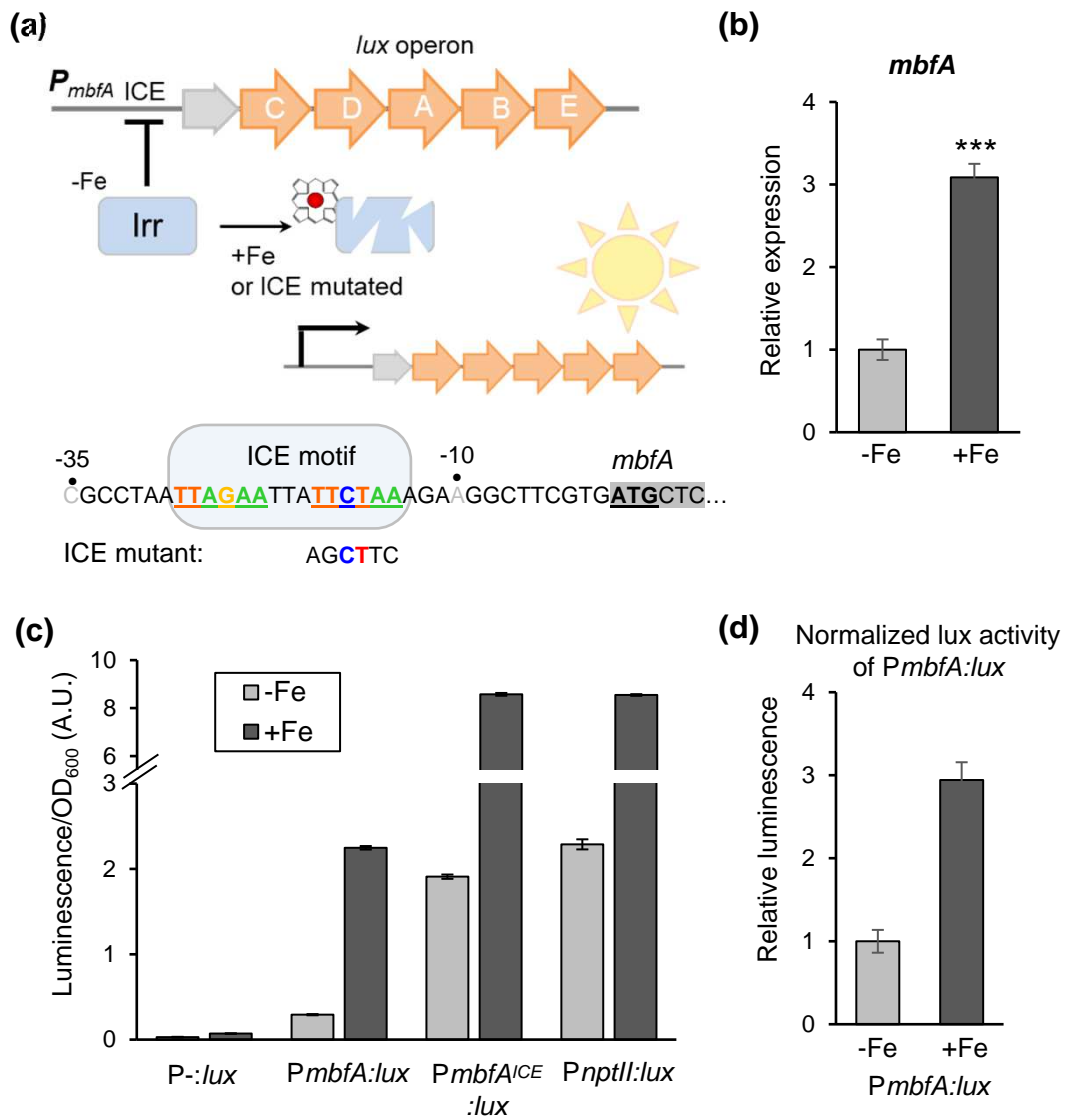 (a)
lux operon
PmbfA ICE
C D A B E
-Fe
Irr
+Fe
or ICE mutated
-35
ICE motif
-10
mbfA
CGCCTAATTAGAATTATTCTAAAGAAGGCTTCGTGATGCTC...
ICE mutant: AGCTTC
(b)
mbfA
Relative expression
4
3
2
1
0
***
-Fe +Fe
(c)
Luminescence/OD600 (A.U.)
10
8
6
3
2
1
0
-Fe
+Fe
P-:lux PmbfA:lux PmbfAICE PnptII:lux
:lux
(d)
Normalized lux activity
of PmbfA:lux
Relative luminescence
4
3
2
1
0
-Fe +Fe
PmbfA:lux